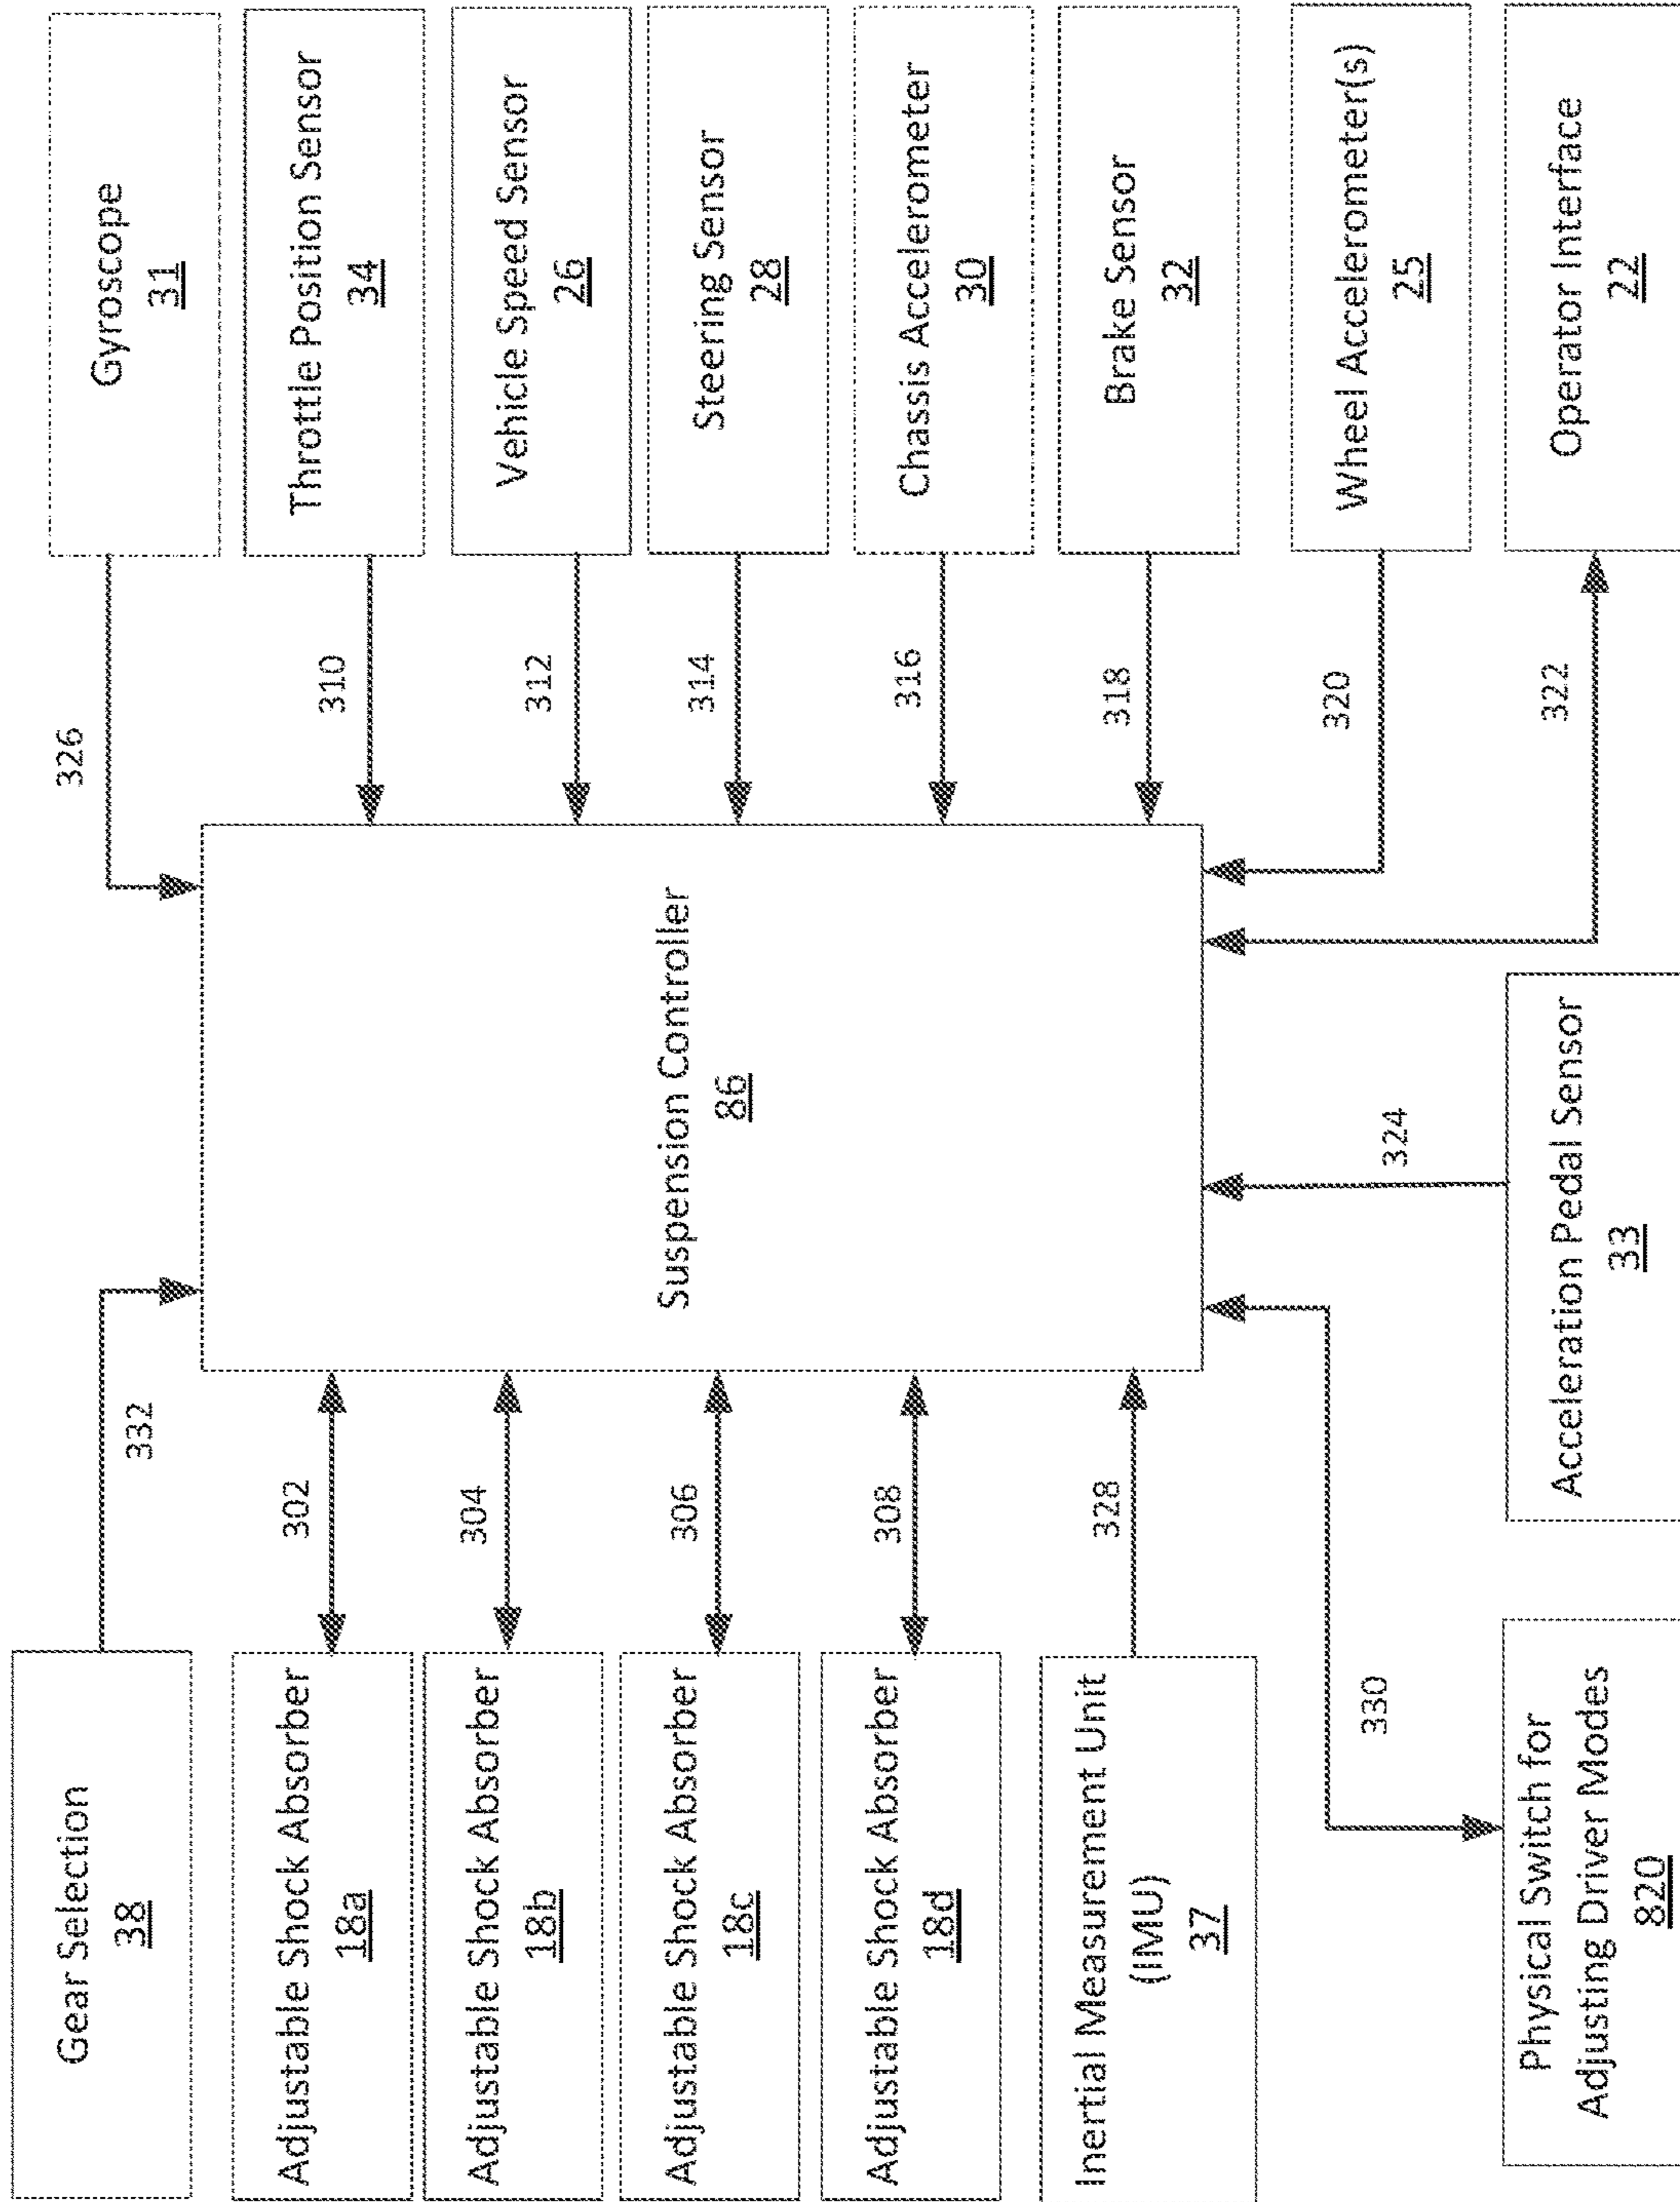 Gear Selection
38
332
Adjustable Shock Absorber
18a
302
Adjustable Shock Absorber
18b
304
Adjustable Shock Absorber
18c
306
Adjustable Shock Absorber
18d
308
Inertial Measurement Unit
(IMU)
37
328
Physical Switch for
Adjusting Driver Modes
820
330
Suspension Controller
86
Acceleration Pedal Sensor
33
324
326
Gyroscope
31
310
Throttle Position Sensor
34
312
Vehicle Speed Sensor
26
314
Steering Sensor
28
316
Chassis Accelerometer
30
318
Brake Sensor
32
320
Wheel Accelerometer(s)
25
322
Operator Interface
22